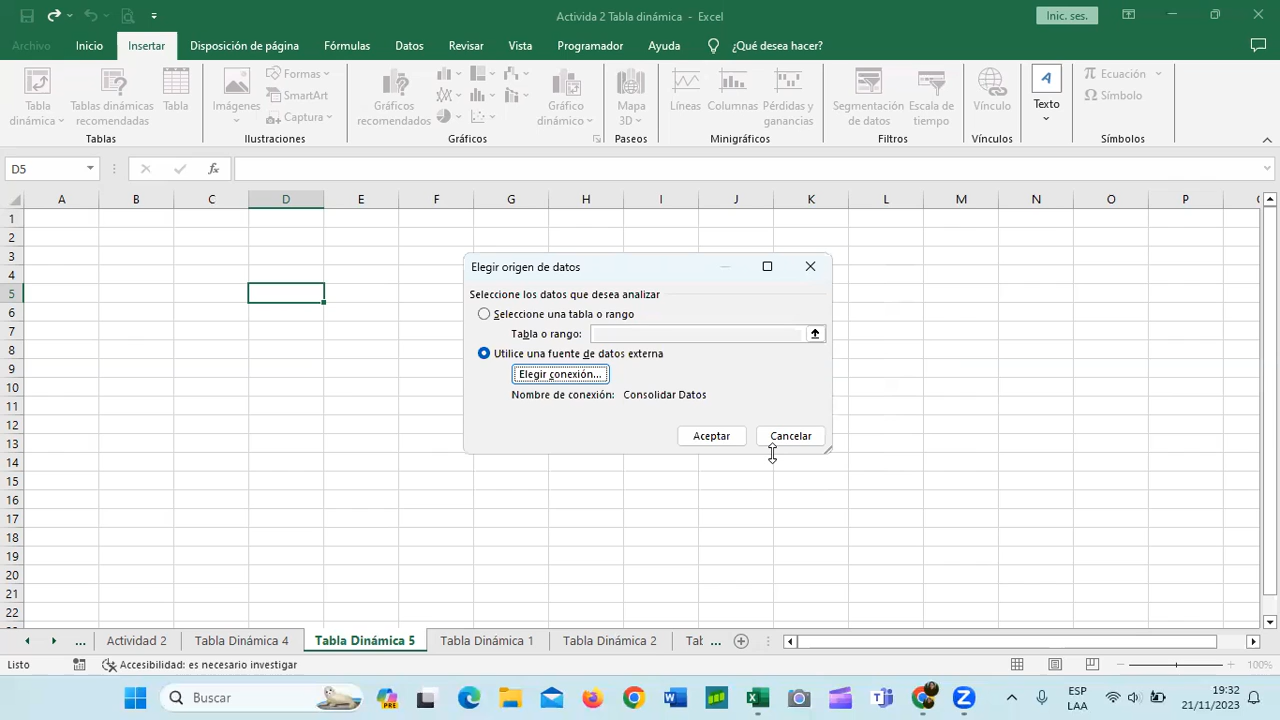 Activida 2 Tabla dinámica - Excel
Inic. ses.
Archivo Inicio Insertar Disposición de página Fórmulas Datos Revisar Vista Programador Ayuda ¿Qué desea hacer?
Tabla dinámica
Tablas dinámicas recomendadas
Tabla
Tablas
Imágenes
Formas
SmartArt
Captura
Ilustraciones
Gráficos recomendados
Gráfico dinámico
Gráficos
Mapa 3D
Paseos
Líneas
Columnas
Pérdidas y ganancias
Minigráficos
Segmentación de datos
Escala de tiempo
Filtros
Vínculo
Vínculos
Texto
Ecuación
Símbolo
Símbolos
D5
fx
A B C D E F G H I J K L M N O P
1
2
3
4
5
6
7
8
9
10
11
12
13
14
15
16
17
18
19
20
21
22
Elegir origen de datos
Seleccione los datos que desea analizar
Seleccione una tabla o rango
Tabla o rango:
Utilice una fuente de datos externa
Elegir conexión...
Nombre de conexión: Consolidar Datos
Aceptar Cancelar
... Actividad 2 Tabla Dinámica 4 Tabla Dinámica 5 Tabla Dinámica 1 Tabla Dinámica 2 Tat ...
Listo Accesibilidad: es necesario investigar 100%
Buscar
PRE
ESP
LAA
19:32
21/11/2023